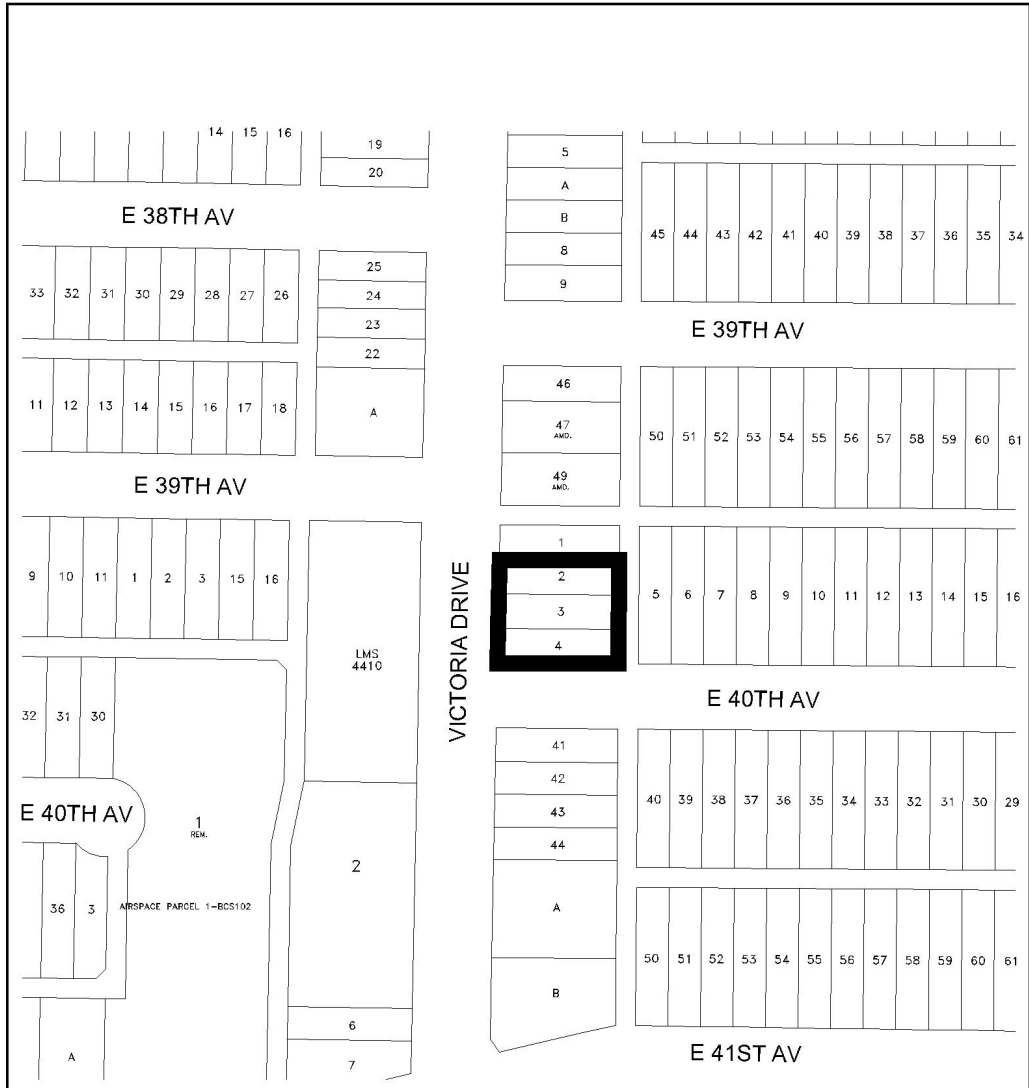 14 15 16
19
20
5
A
B
8
9
45 44 43 42 41 40 39 38 37 36 35 34
E 38TH AV
33 32 31 30 29 28 27 26
25
24
23
22
A
E 39TH AV
11 12 13 14 15 16 17 18
46
47
AMD.
49
AMD.
50 51 52 53 54 55 56 57 58 59 60 61
E 39TH AV
9 10 11 1 2 3 15 16
LMS
4410
VICTORIA DRIVE
1
2
3
4
5 6 7 8 9 10 11 12 13 14 15 16
32 31 30
E 40TH AV
E 40TH AV
1
REM.
41
42
43
44
A
B
40 39 38 37 36 35 34 33 32 31 30 29
2
36 3
AIRSPACE PARCEL 1-BCS102
50 51 52 53 54 55 56 57 58 59 60 61
6
7
A
E 41ST AV